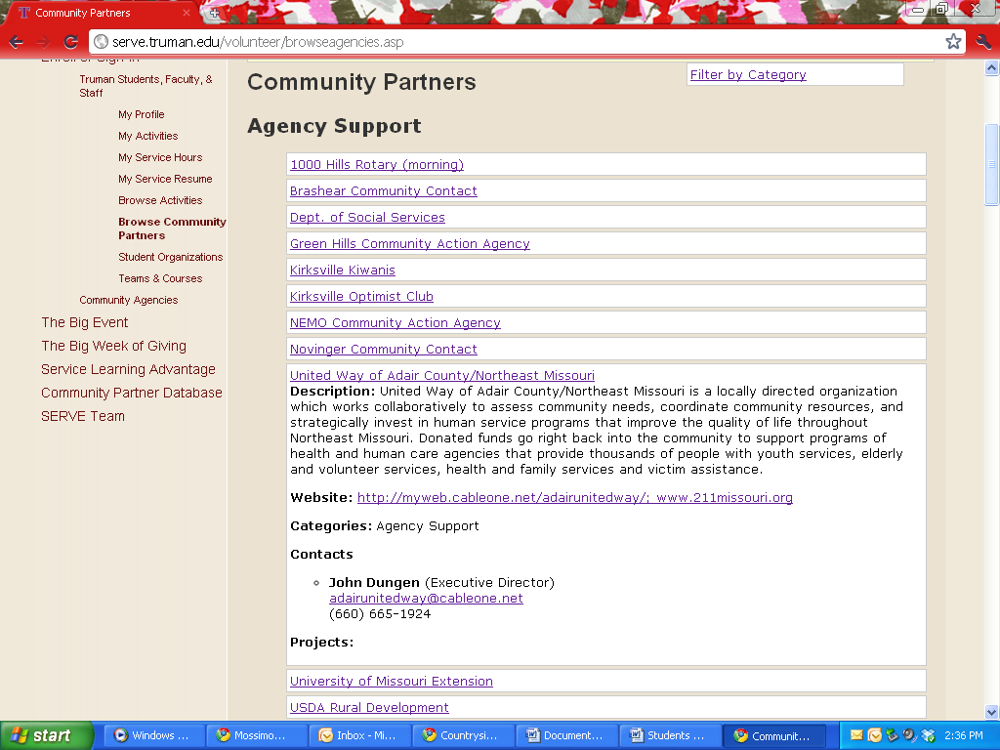 Community Partners
serve.truman.edu/volunteer/browseagencies.asp
Enroll or Sign In
Truman Students, Faculty, &
Staff
My Profile
My Activities
My Service Hours
My Service Resume
Browse Activities
Browse Community
Partners
Student Organizations
Teams & Courses
Community Agencies
The Big Event
The Big Week of Giving
Service Learning Advantage
Community Partner Database
SERVE Team
Community Partners
Filter by Category
Agency Support
1000 Hills Rotary (morning)
Brashear Community Contact
Dept. of Social Services
Green Hills Community Action Agency
Kirksville Kiwanis
Kirksville Optimist Club
NEMO Community Action Agency
Novinger Community Contact
United Way of Adair County/Northeast Missouri
Description: United Way of Adair County/Northeast Missouri is a locally directed organization
which works collaboratively to assess community needs, coordinate community resources, and
strategically invest in human service programs that improve the quality of life throughout
Northeast Missouri. Donated funds go right back into the community to support programs of
health and human care agencies that provide thousands of people with youth services, elderly
and volunteer services, health and family services and victim assistance.
Website: http://myweb.cableone.net/adairunitedway/; www.211missouri.org
Categories: Agency Support
Contacts
John Dungen (Executive Director)
adairunitedway@cableone.net
(660) 665-1924
Projects:
University of Missouri Extension
USDA Rural Development
start
Windows ...
Mossimo...
Inbox - Mi...
Countrysi...
Document...
Students ...
Communit...
2:36 PM